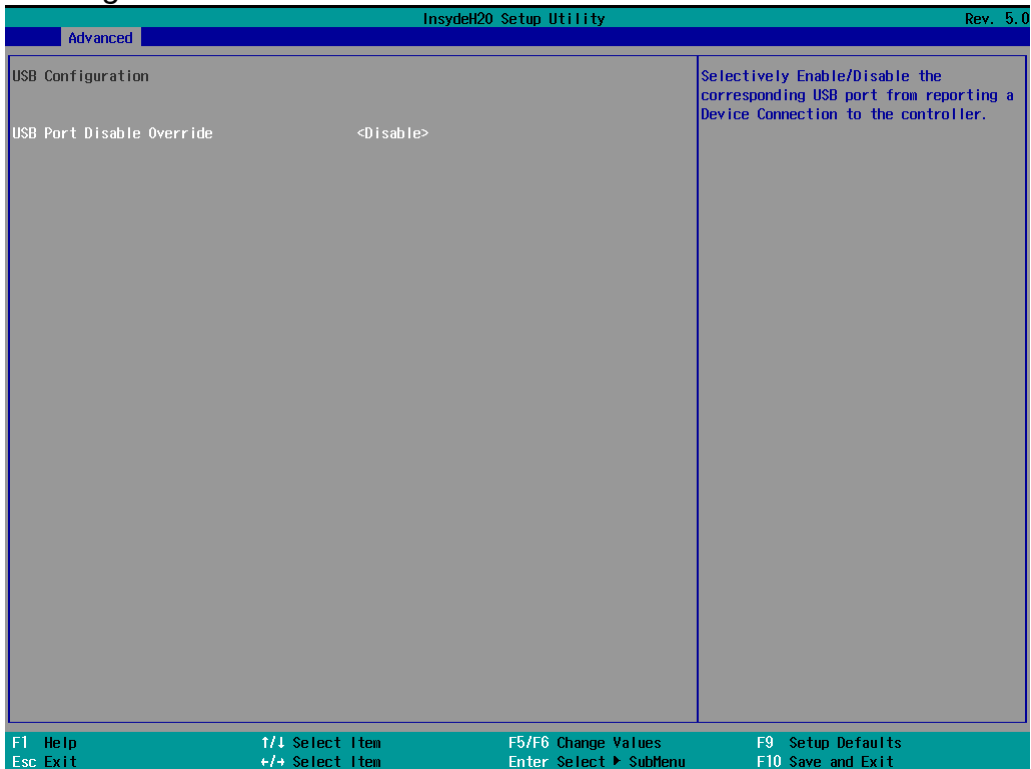 InsydeH20 Setup Utility Rev. 5.0
Advanced
USB Configuration
USB Port Disable Override <Disable>
Selectively Enable/Disable the
corresponding USB port from reporting a
Device Connection to the controller.
F1 Help ↑/↓ Select Item F5/F6 Change Values F9 Setup Defaults
Esc Exit ←/→ Select Item Enter Select ▶ SubMenu F10 Save and Exit